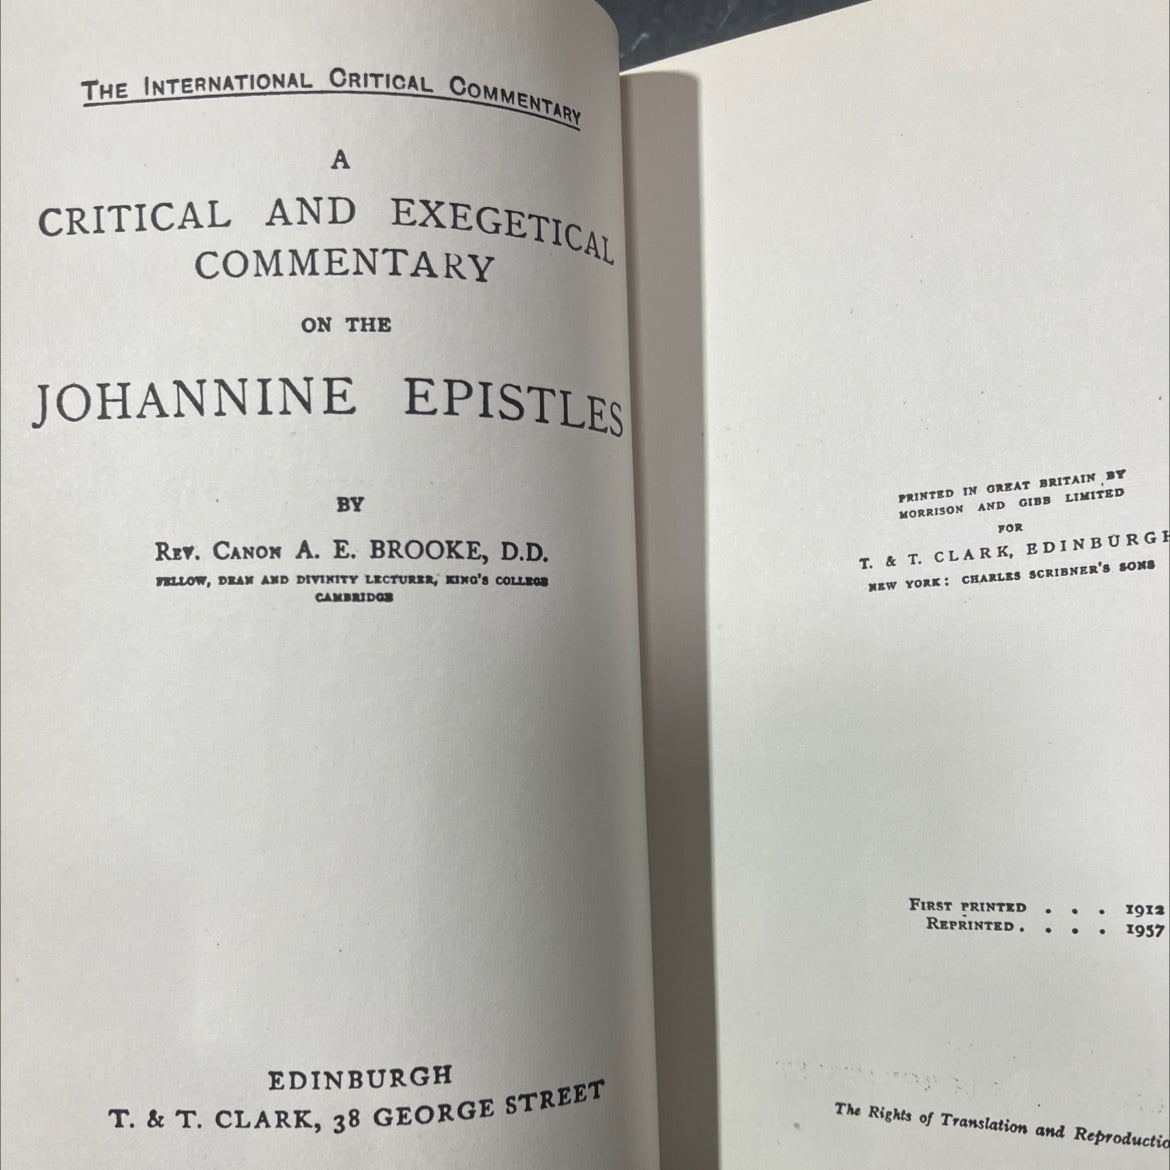 THE INTERNATIONAL CRITICAL COMMENTARY
A
CRITICAL AND EXEGETICAL
COMMENTARY
ON THE
JOHANNINE EPISTLES
BY
REV. CANON A. E. BROOKE, D.D.
FELLOW, DEAN AND DIVINITY LECTURER, KING'S COLLEGE
CAMBRIDGE
EDINBURGH
T. & T. CLARK, 38 GEORGE STREET
PRINTED IN GREAT BRITAIN BY
MORRISON AND GIBB LIMITED
FOR
T. & T. CLARK, EDINBURGH
NEW YORK: CHARLES SCRIBNER'S SONS
FIRST PRINTED . . . 1912
REPRINTED . . . . 1957
The Rights of Translation and Reproductio